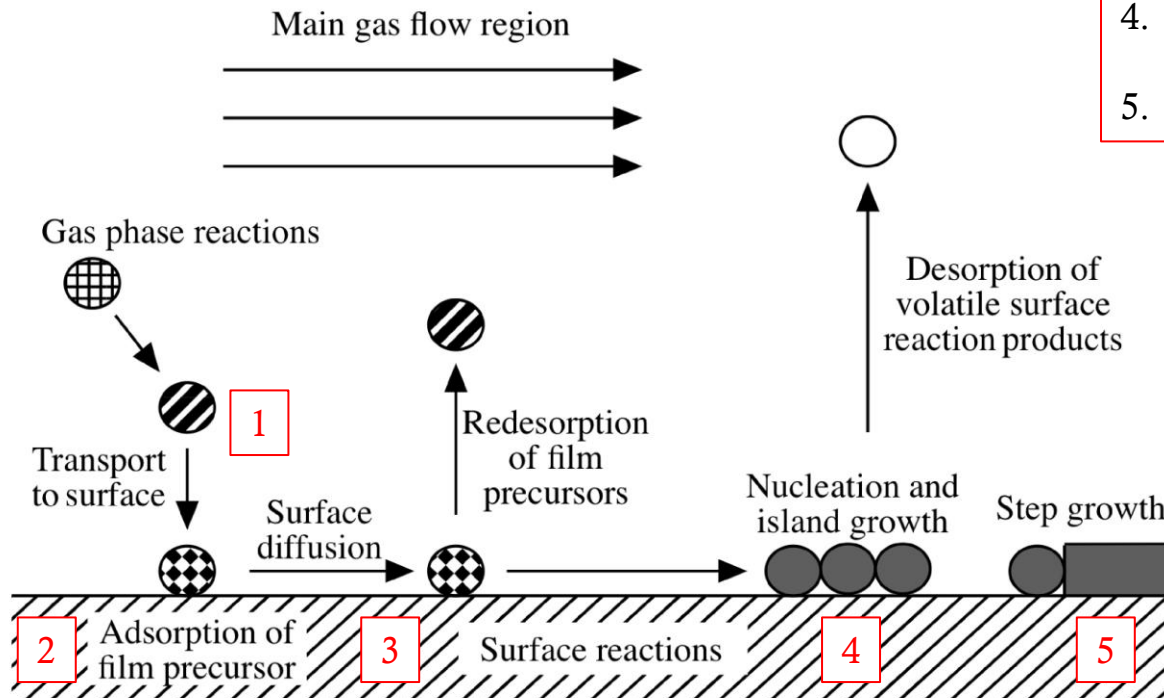 Main gas flow region
4.
5.
Gas phase reactions
Desorption of
volatile surface
reaction products
1
Transport
to surface
Redesorption
of film
precursors
Surface
diffusion
Nucleation and
island growth
Step growth
2
Adsorption of
film precursor
3
Surface reactions
4
5